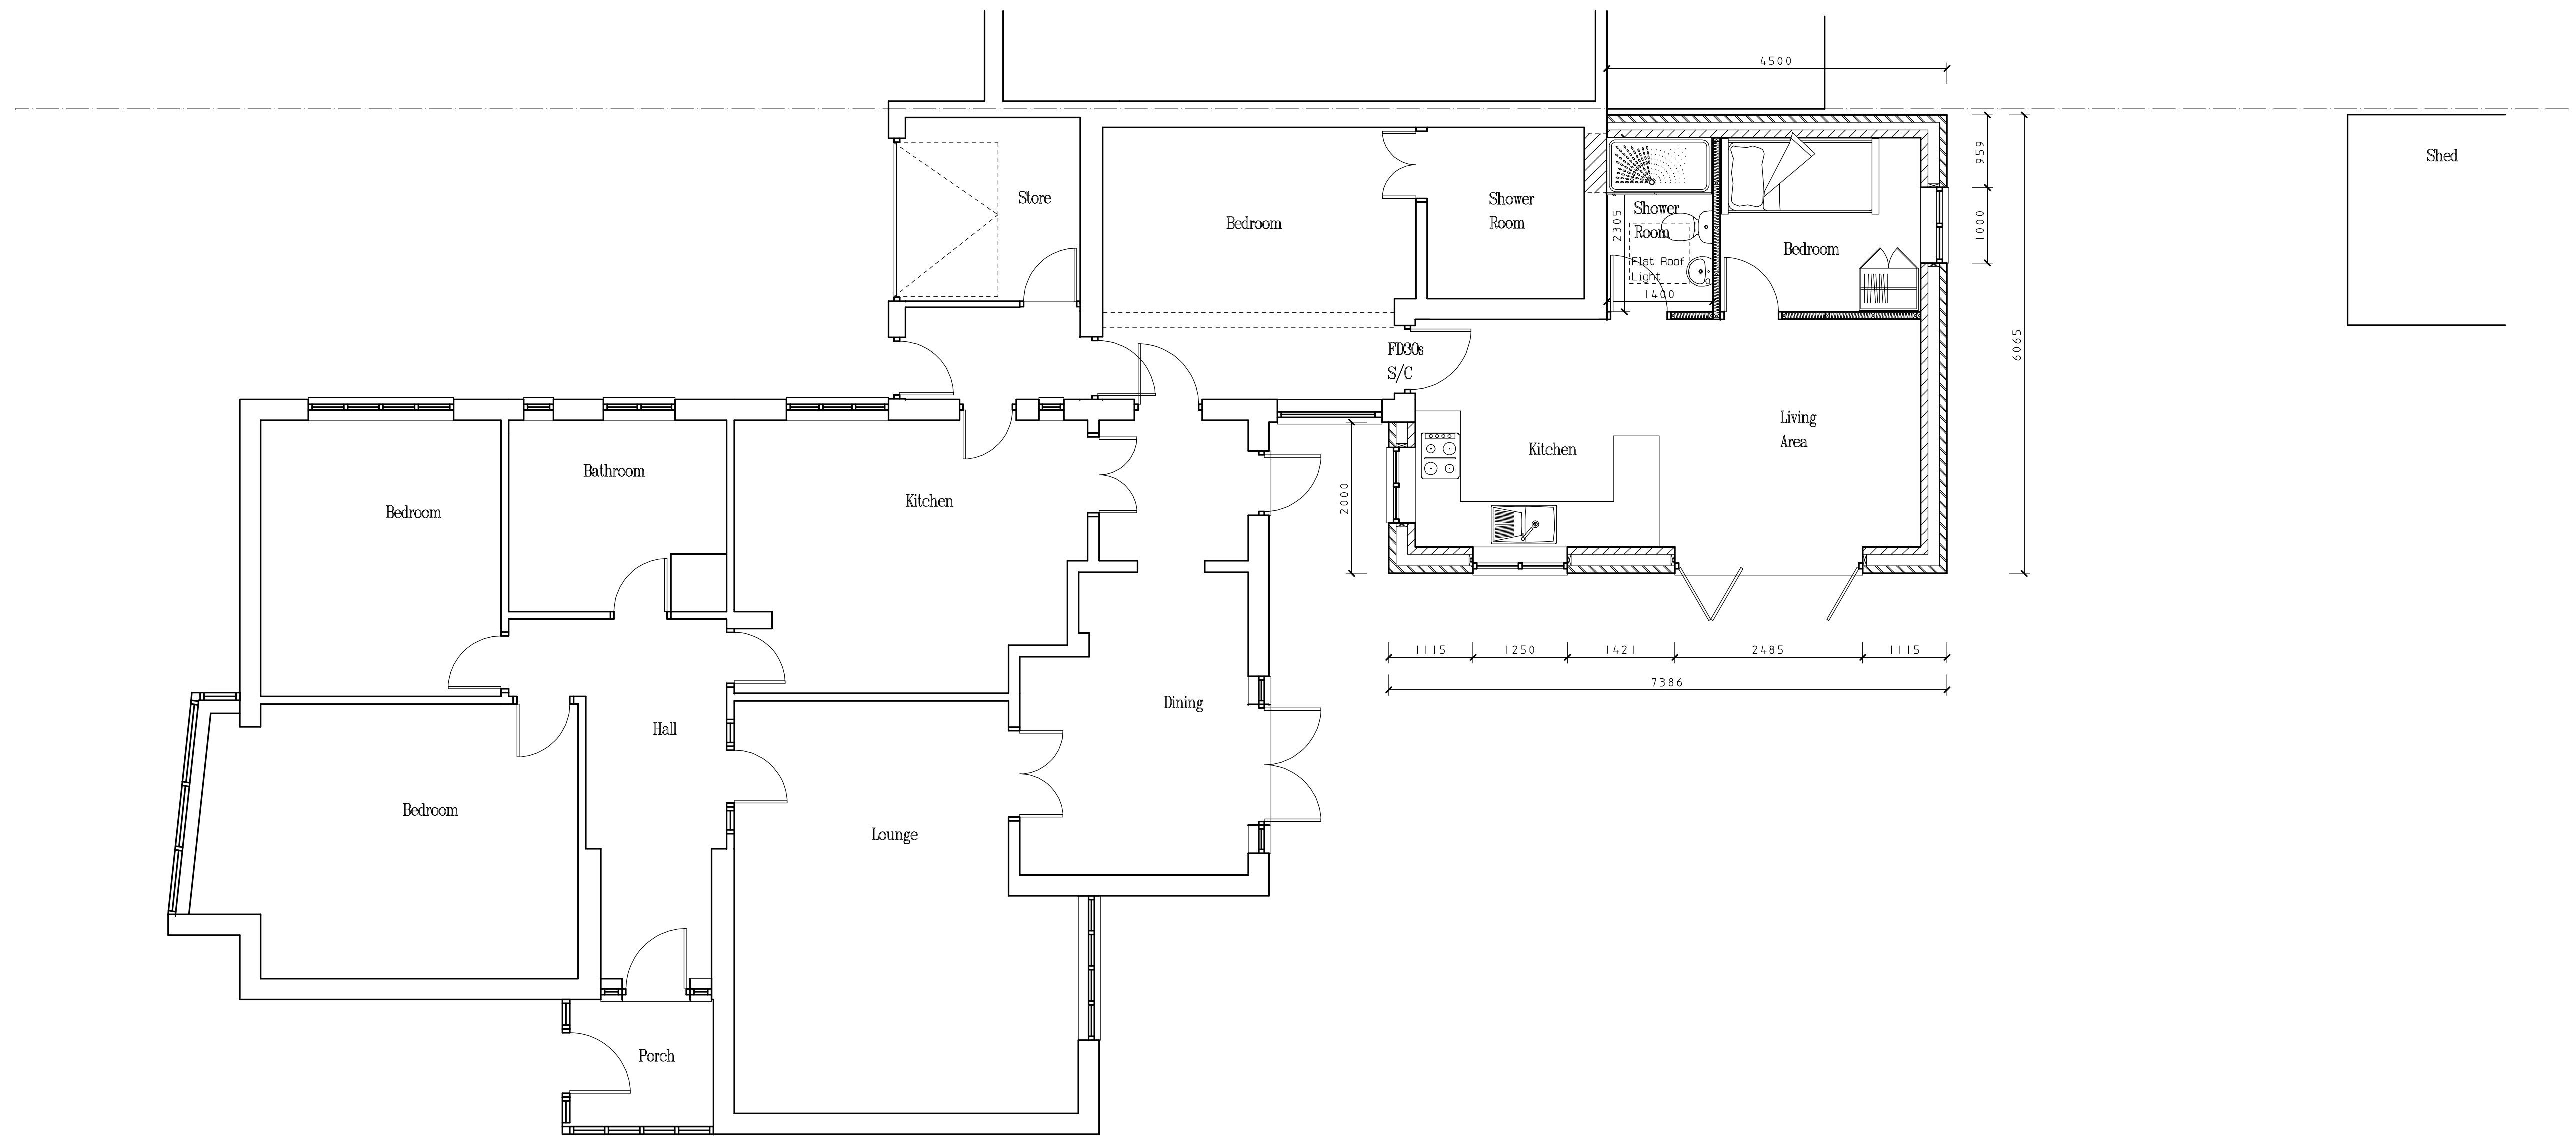 4500
959
Shed
Store
Bedroom
Shower
Room
2305
Shower
Room
Flat Roof
Light
1400
Bedroom
1000
6065
FD30s
S/C
Living
Area
Kitchen
2000
Bathroom
Bedroom
Kitchen
1115
1250
1421
2485
1115
7386
Dining
Hall
Bedroom
Lounge
Porch